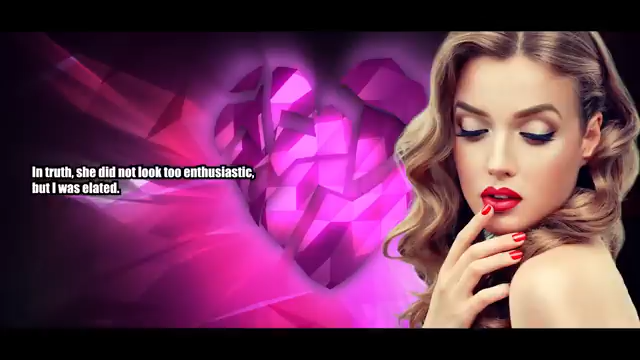 In truth, she did not look too enthusiastic,
but I was elated.